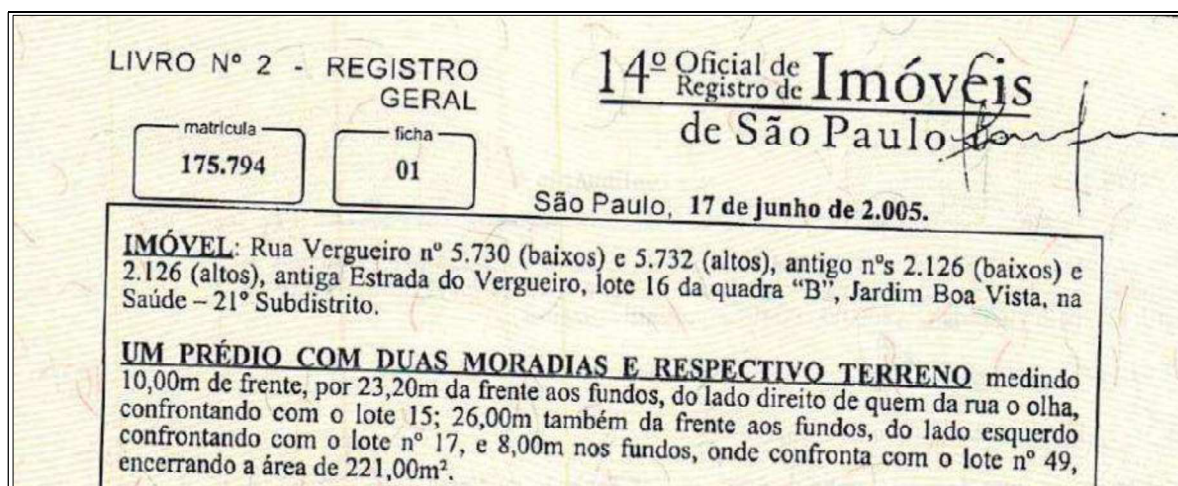 LIVRO Nº 2 - REGISTRO
GERAL
14º Oficial de
Registro de Imóveis
de São Paulo
matrícula
175.794
ficha
01
São Paulo, 17 de junho de 2.005.
IMÓVEL: Rua Vergueiro nº 5.730 (baixos) e 5.732 (altos), antigo nºs 2.126 (baixos) e
2.126 (altos), antiga Estrada do Vergueiro, lote 16 da quadra “B”, Jardim Boa Vista, na
Saúde – 21º Subdistrito.
UM PRÉDIO COM DUAS MORADIAS E RESPECTIVO TERRENO medindo
10,00m de frente, por 23,20m da frente aos fundos, do lado direito de quem da rua o olha,
confrontando com o lote 15; 26,00m também da frente aos fundos, do lado esquerdo
confrontando com o lote nº 17, e 8,00m nos fundos, onde confronta com o lote nº 49,
encerrando a área de 221,00m².